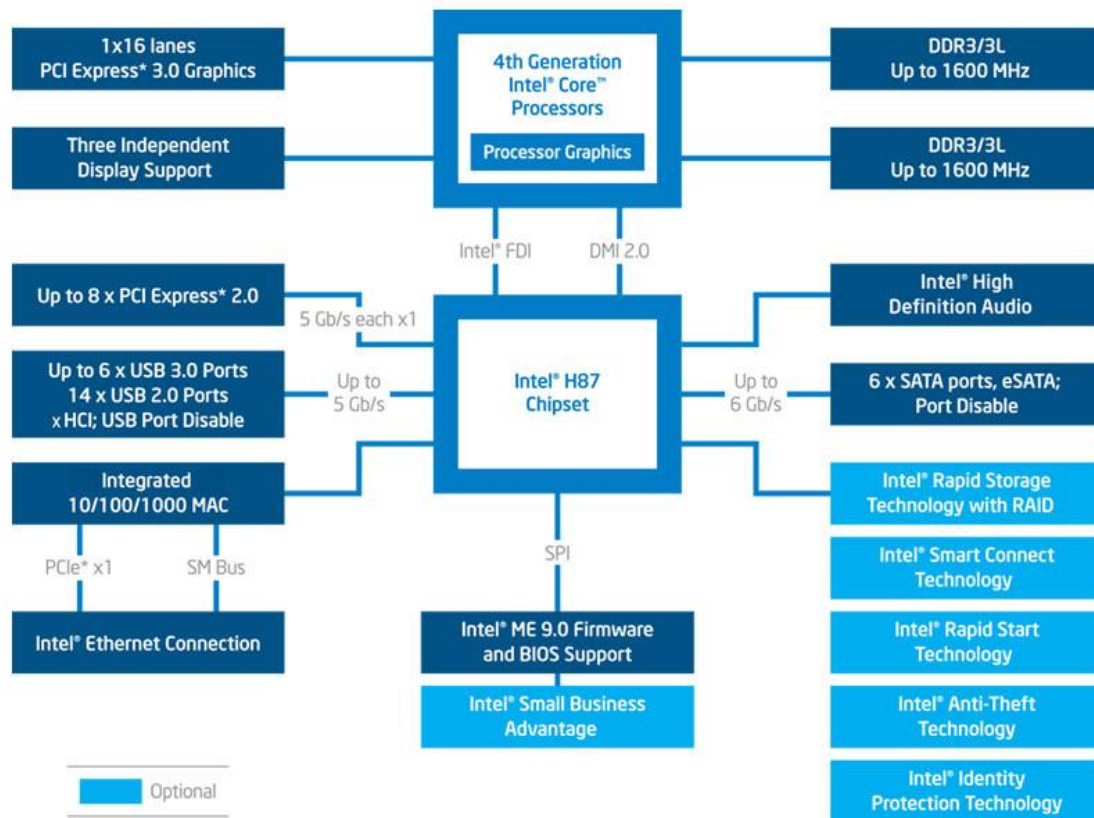 1x16 lanes
PCI Express* 3.0 Graphics
4th Generation
Intel® Core™
Processors
Processor Graphics
DDR3/3L
Up to 1600 MHz
Three Independent
Display Support
DDR3/3L
Up to 1600 MHz
Intel® FDI
DMI 2.0
Up to 8 x PCI Express* 2.0
5 Gb/s each x1
Intel® High
Definition Audio
Up to 6 x USB 3.0 Ports
14 x USB 2.0 Ports
xHCI; USB Port Disable
Up to
5 Gb/s
Intel® H87
Chipset
Up to
6 Gb/s
6 x SATA ports, eSATA;
Port Disable
Integrated
10/100/1000 MAC
Intel® Rapid Storage
Technology with RAID
PCIe* x1
SM Bus
SPI
Intel® Smart Connect
Technology
Intel® Ethernet Connection
Intel® ME 9.0 Firmware
and BIOS Support
Intel® Rapid Start
Technology
Intel® Small Business
Advantage
Intel® Anti-Theft
Technology
Optional
Intel® Identity
Protection Technology